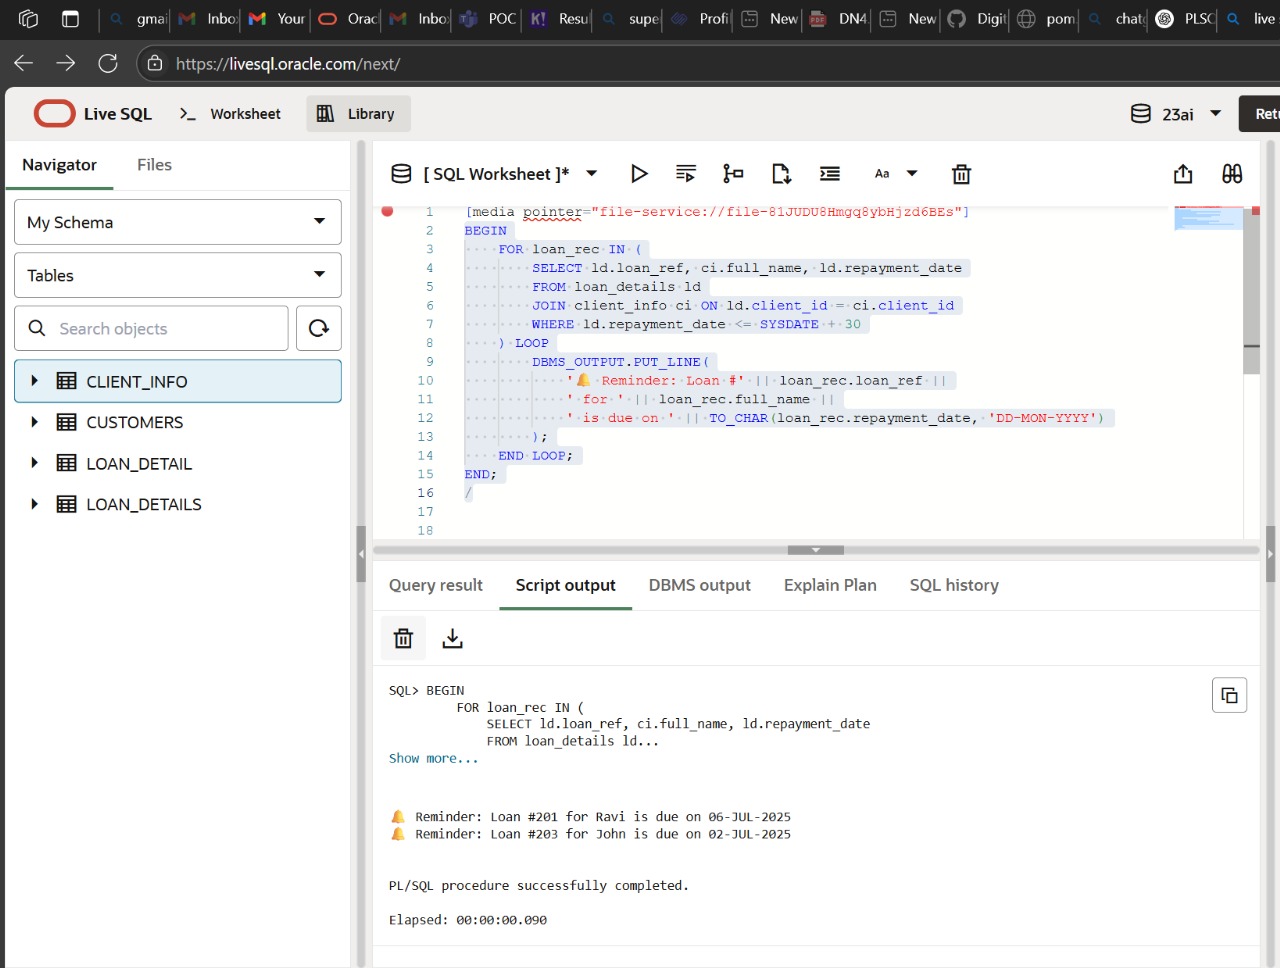 gmai
Inbo
Your
Orac
Inbo
POC
K!
Resu
supe
Profi
New
DN4
New
Digit
pom
chat
PLSC
live
https://livesql.oracle.com/next/
Live SQL
>_ Worksheet
Library
23ai
Retu
Navigator
Files
My Schema
Tables
Search objects
CLIENT_INFO
CUSTOMERS
LOAN_DETAIL
LOAN_DETAILS
[ SQL Worksheet ]*
Aa
1 [media pointer="file-service://file-81JUDU8Hmgq8ybHjzd6BEs"]
2 BEGIN
3 FOR loan_rec IN (
4 SELECT ld.loan_ref, ci.full_name, ld.repayment_date
5 FROM loan_details ld
6 JOIN client_info ci ON ld.client_id = ci.client_id
7 WHERE ld.repayment_date <= SYSDATE + 30
8 ) LOOP
9 DBMS_OUTPUT.PUT_LINE(
10 '🔔 Reminder: Loan #' || loan_rec.loan_ref ||
11 ' for ' || loan_rec.full_name ||
12 ' is due on ' || TO_CHAR(loan_rec.repayment_date, 'DD-MON-YYYY')
13 );
14 END LOOP;
15 END;
16 /
17
18
Query result
Script output
DBMS output
Explain Plan
SQL history
SQL> BEGIN
FOR loan_rec IN (
SELECT ld.loan_ref, ci.full_name, ld.repayment_date
FROM loan_details ld...
Show more...
🔔 Reminder: Loan #201 for Ravi is due on 06-JUL-2025
🔔 Reminder: Loan #203 for John is due on 02-JUL-2025
PL/SQL procedure successfully completed.
Elapsed: 00:00:00.090